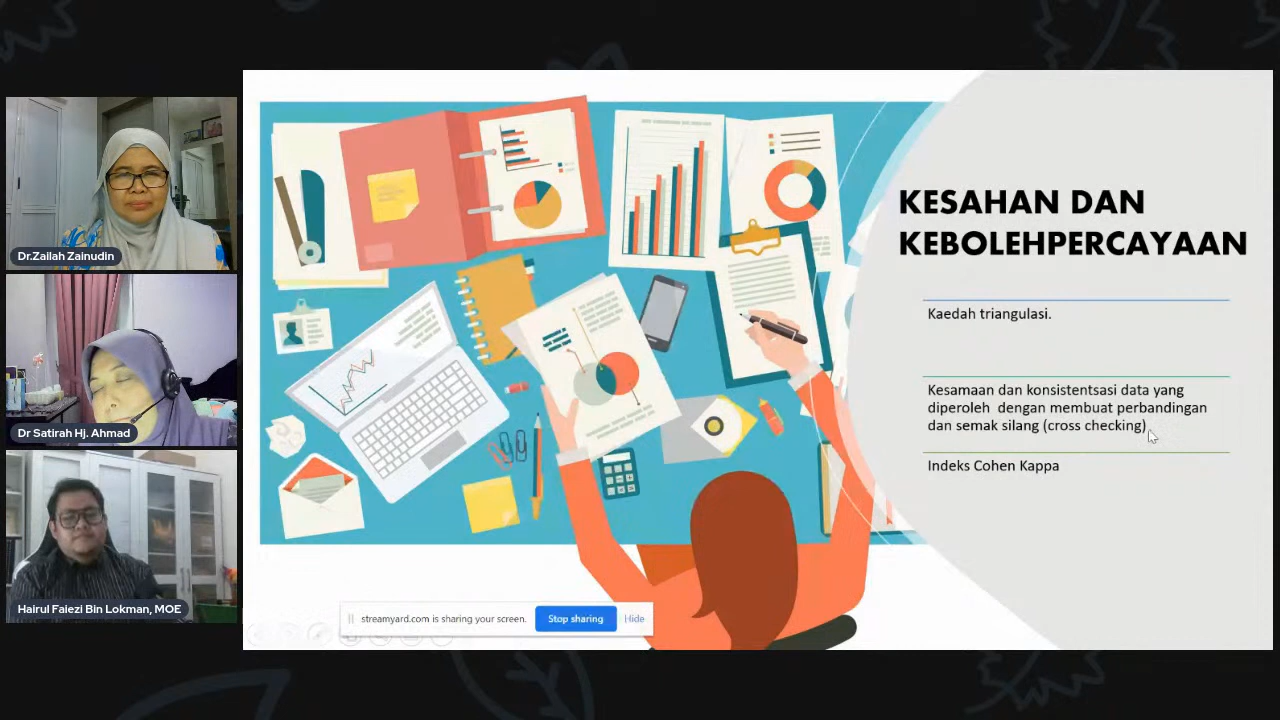 Dr.Zailah Zainudin
Dr Satirah Hj. Ahmad
Hairul Faiezi Bin Lokman, MOE
KESAHAN DAN
KEBOLEHPERCAYAAN
Kaedah triangulasi.
Kesamaan dan konsistentsasi data yang
diperoleh dengan membuat perbandingan
dan semak silang (cross checking)
Indeks Cohen Kappa
streamyard.com is sharing your screen.
Stop sharing
Hide